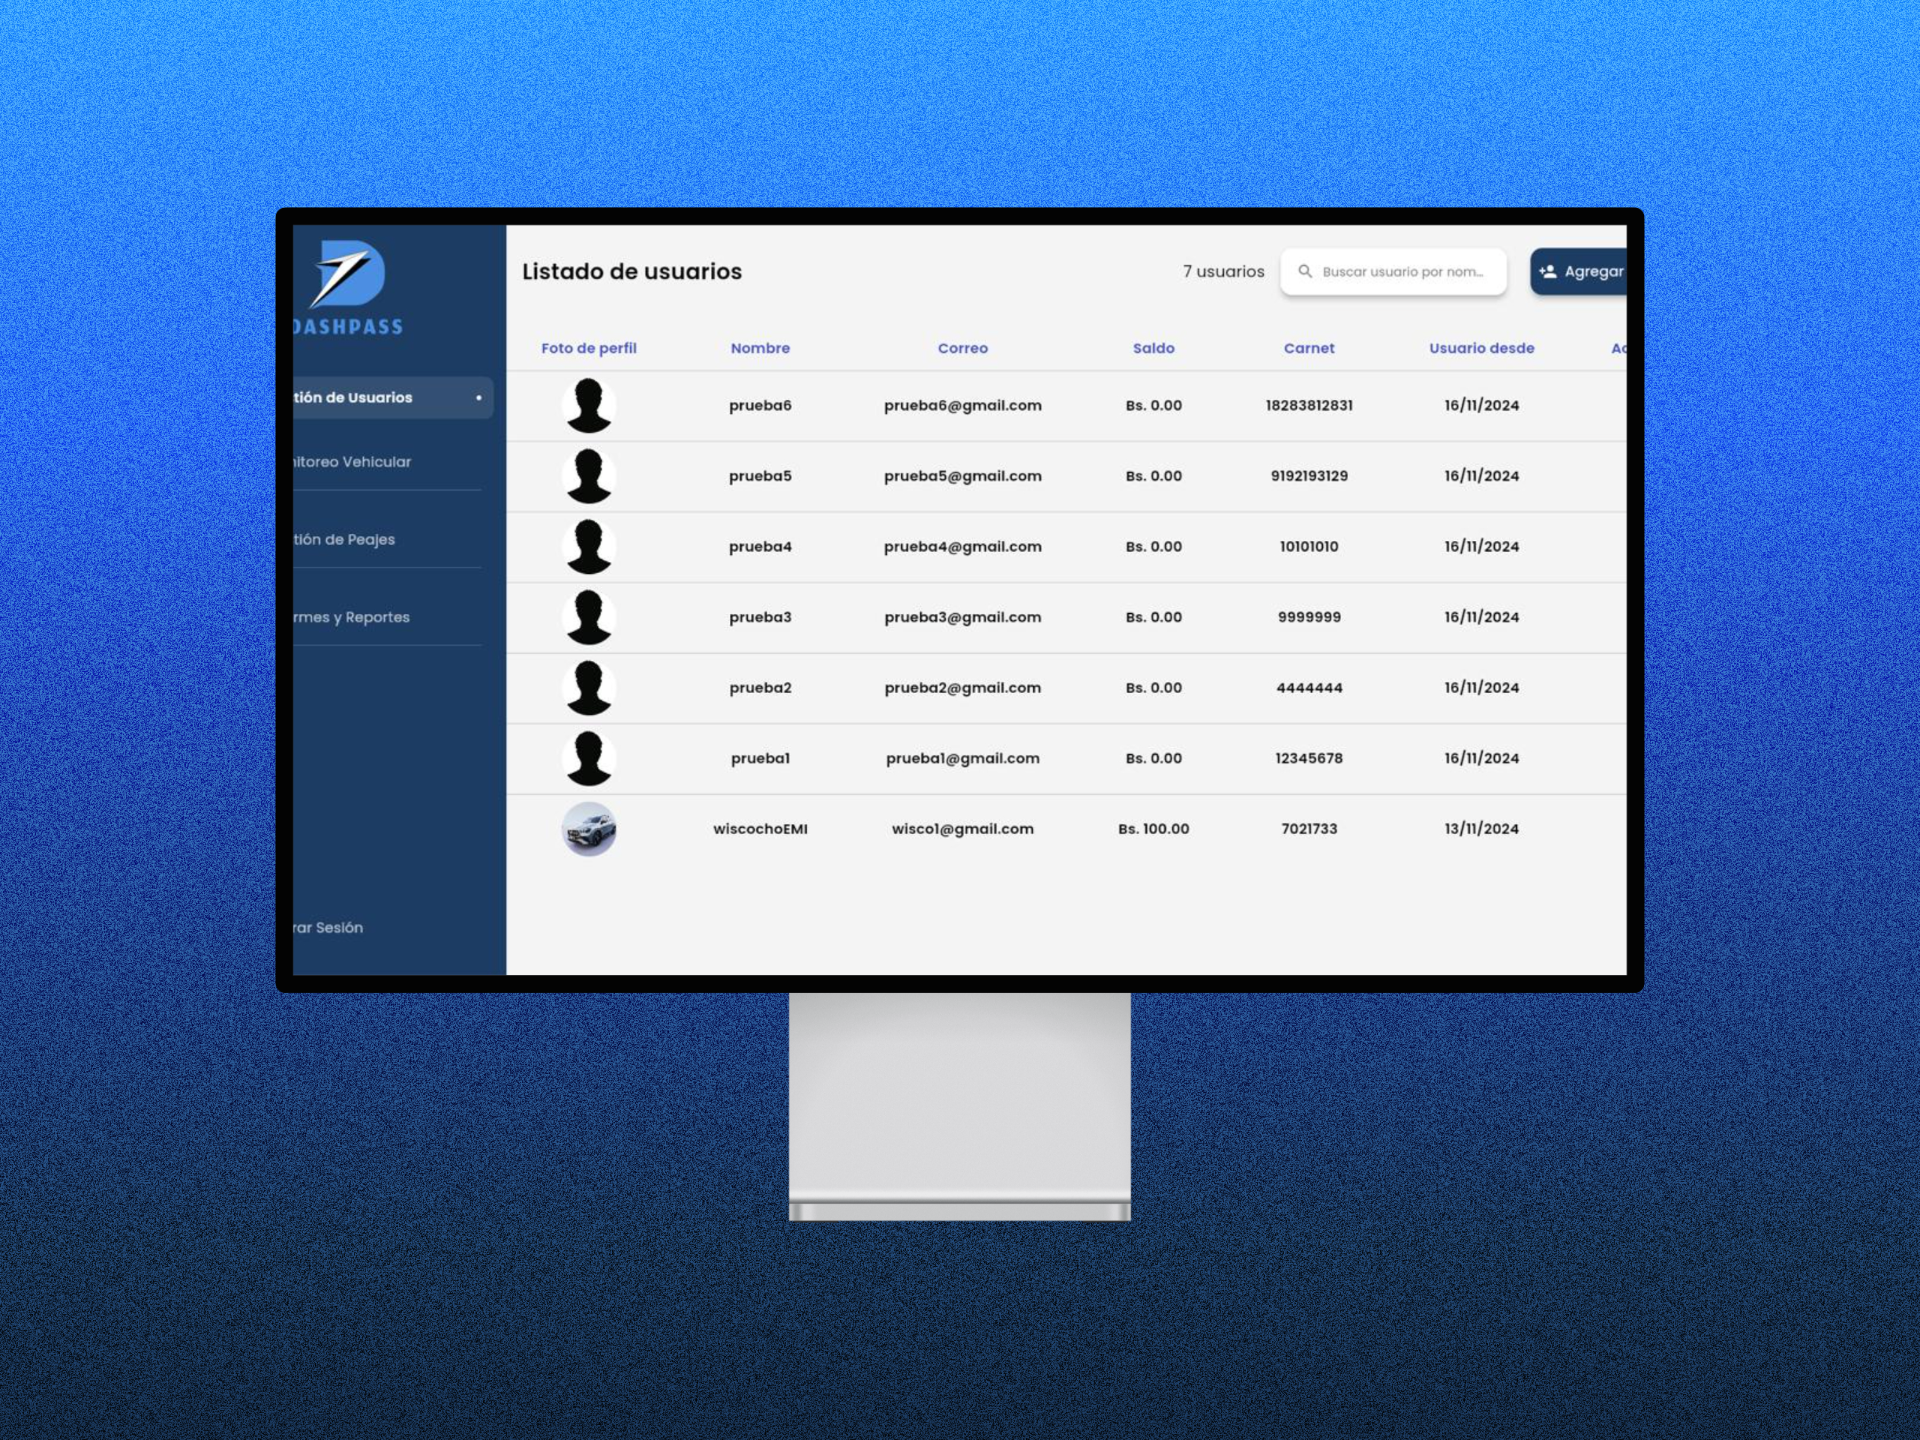 DASHPASS
tión de Usuarios
itoreo Vehicular
tión de Peajes
rmes y Reportes
rar Sesión
Listado de usuarios
7 usuarios
Buscar usuario por nom...
Agregar
Foto de perfil Nombre Correo Saldo Carnet Usuario desde Ac
prueba6 prueba6@gmail.com Bs. 0.00 18283812831 16/11/2024
prueba5 prueba5@gmail.com Bs. 0.00 9192193129 16/11/2024
prueba4 prueba4@gmail.com Bs. 0.00 10101010 16/11/2024
prueba3 prueba3@gmail.com Bs. 0.00 9999999 16/11/2024
prueba2 prueba2@gmail.com Bs. 0.00 4444444 16/11/2024
prueba1 prueba1@gmail.com Bs. 0.00 12345678 16/11/2024
wiscochoEMI wisco1@gmail.com Bs. 100.00 7021733 13/11/2024